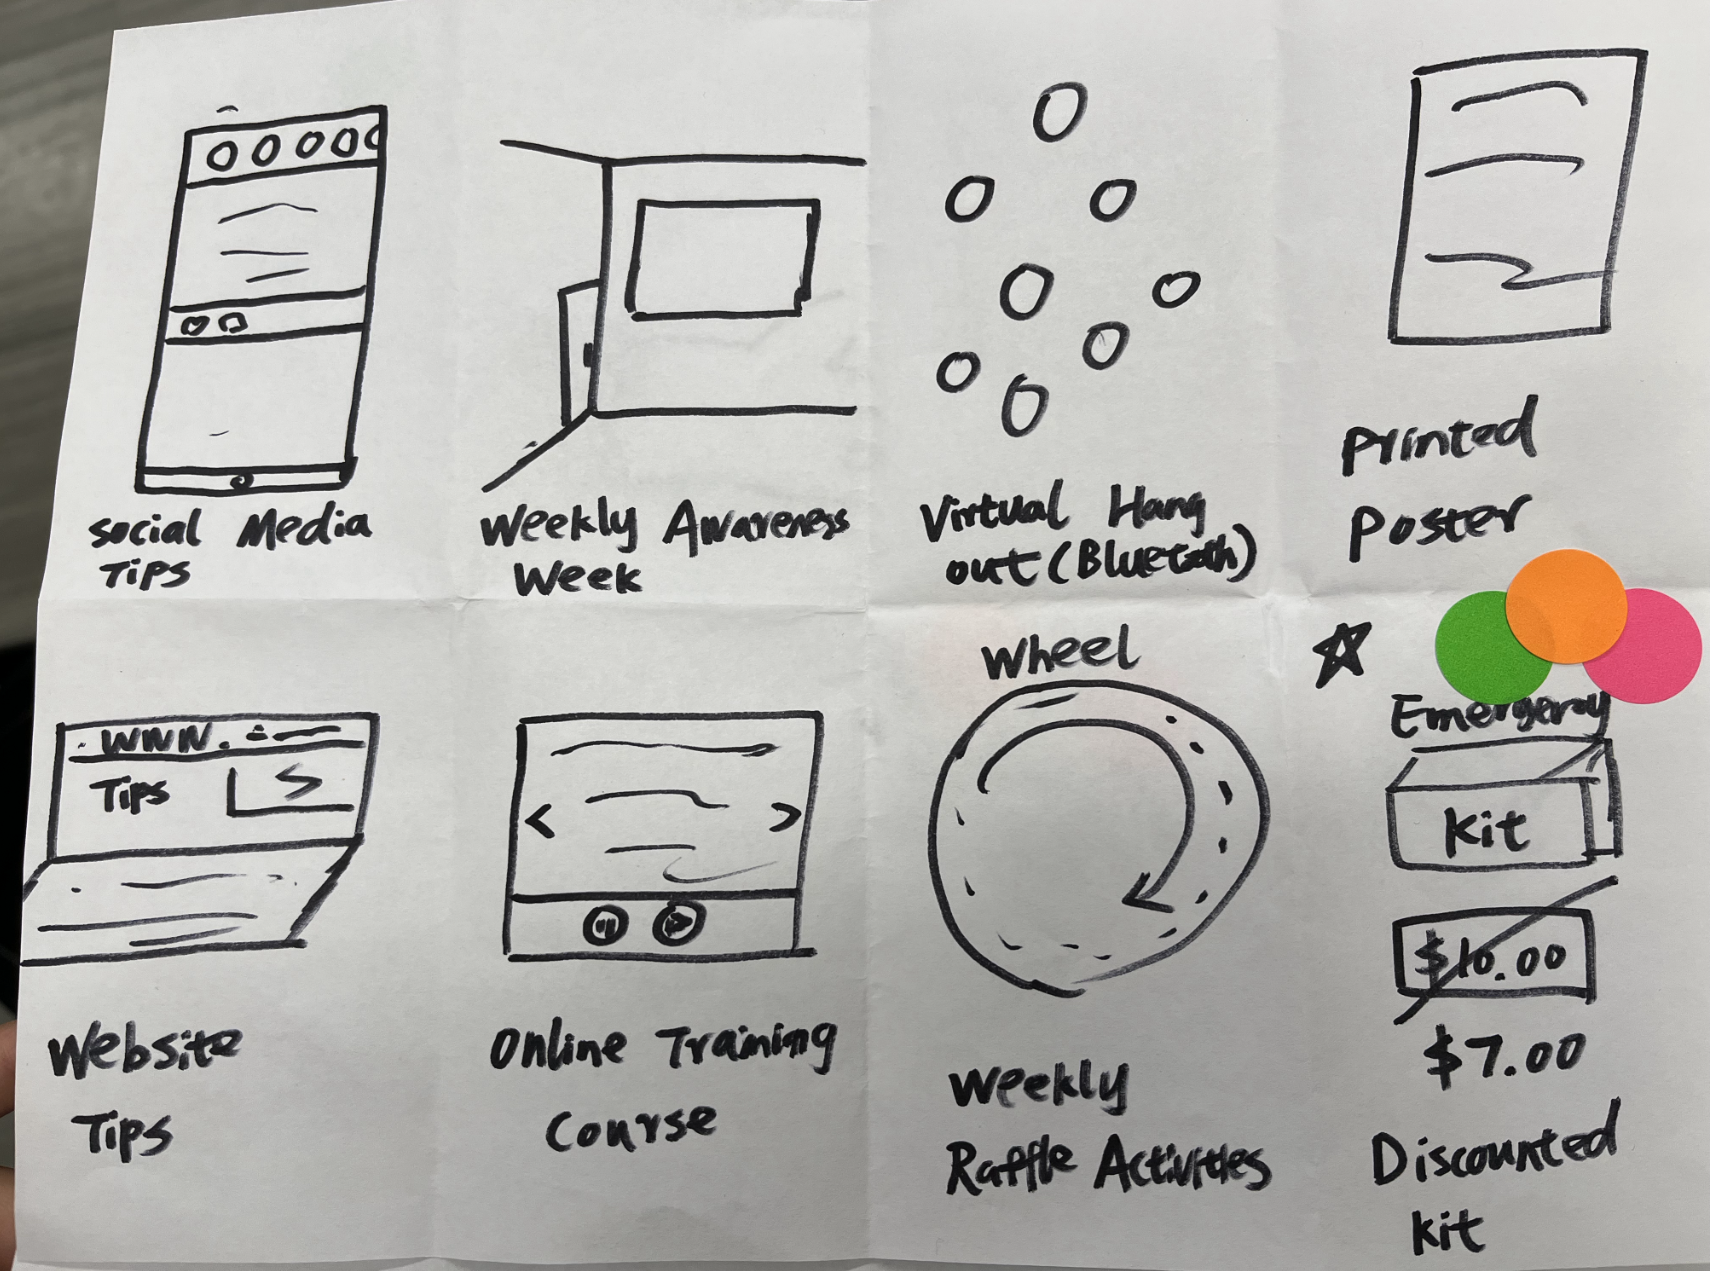 Social Media
Tips
Weekly Awareness
Week
Virtual Hang
out (Bluetooth)
Printed
Poster
www.
Tips
Website
Tips
Online Training
Course
Wheel
Weekly
Raffle Activities
Emergency
Kit
$10.00
$7.00
Discounted
Kit